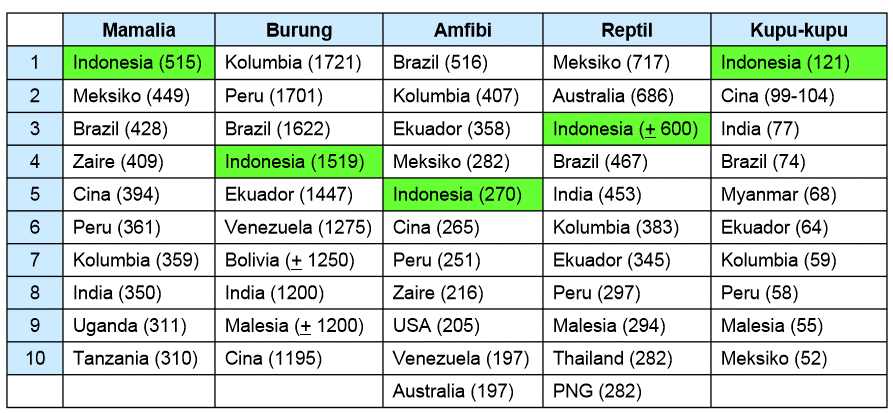 Mamalia Burung Amfibi Reptil Kupu-kupu
1 Indonesia (515) Kolumbia (1721) Brazil (516) Meksiko (717) Indonesia (121)
2 Meksiko (449) Peru (1701) Kolumbia (407) Australia (686) Cina (99-104)
3 Brazil (428) Brazil (1622) Ekuador (358) Indonesia (± 600) India (77)
4 Zaire (409) Indonesia (1519) Meksiko (282) Brazil (467) Brazil (74)
5 Cina (394) Ekuador (1447) Indonesia (270) India (453) Myanmar (68)
6 Peru (361) Venezuela (1275) Cina (265) Kolumbia (383) Ekuador (64)
7 Kolumbia (359) Bolivia (± 1250) Peru (251) Ekuador (345) Kolumbia (59)
8 India (350) India (1200) Zaire (216) Peru (297) Peru (58)
9 Uganda (311) Malesia (± 1200) USA (205) Malesia (294) Malesia (55)
10 Tanzania (310) Cina (1195) Venezuela (197) Thailand (282) Meksiko (52)
Australia (197) PNG (282)